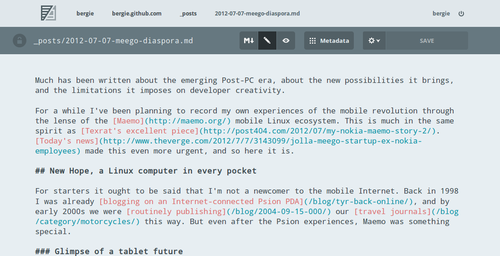 bergie bergie.github.com _posts 2012-07-07-meego-diaspora.md bergie
_posts/2012-07-07-meego-diaspora.md M Metadata SAVE
Much has been written about the emerging Post-PC era, about the new possibilities it brings,
and the limitations it imposes on developer creativity.
For a while I've been planning to record my own experiences of the mobile revolution through
the lense of the [Maemo](http://maemo.org/) mobile Linux ecosystem. This is much in the same
spirit as [Texrat's excellent piece](http://post404.com/2012/07/my-nokia-maemo-story-2/).
[Today's news](http://www.theverge.com/2012/7/7/3143099/jolla-meego-startup-ex-nokia-
employees) made this even more urgent, and so here it is.
## New Hope, a Linux computer in every pocket
For starters it ought to be said that I'm not a newcomer to the mobile Internet. Back in 1998
I was already [blogging on an Internet-connected Psion PDA](/blog/tyr-back-online/), and by
early 2000s we were [routinely publishing](/blog/2004-09-15-000/) our [travel journals](/blog
/category/motorcycles/) this way. But even after the Psion experiences, Maemo was something
special.
### Glimpse of a tablet future